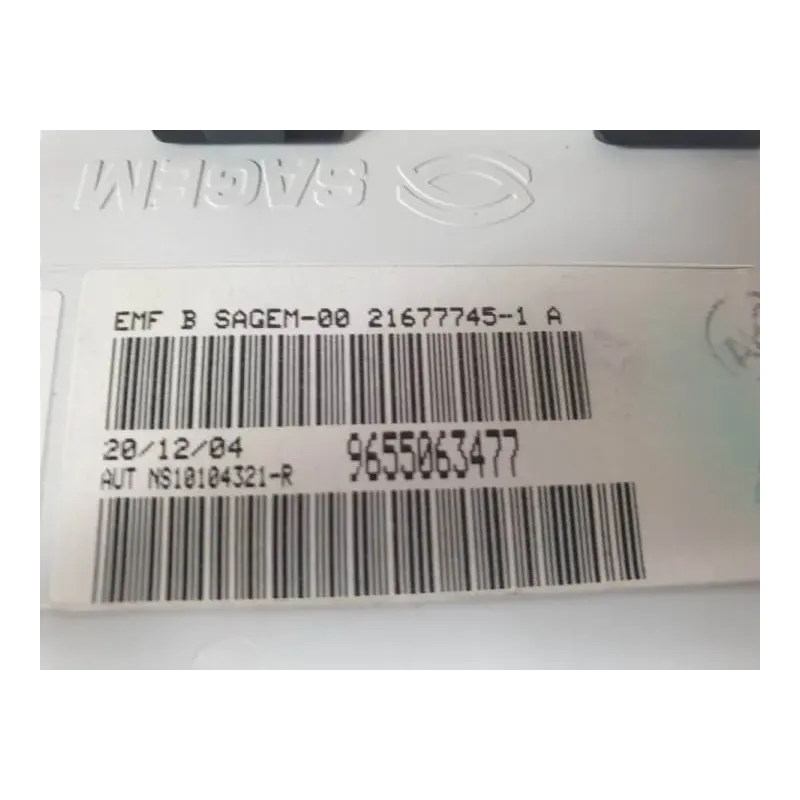 SAGEM
EMF B SAGEM-00 21677745-1 A
20/12/04
9655063477
AUT NS10104321-R